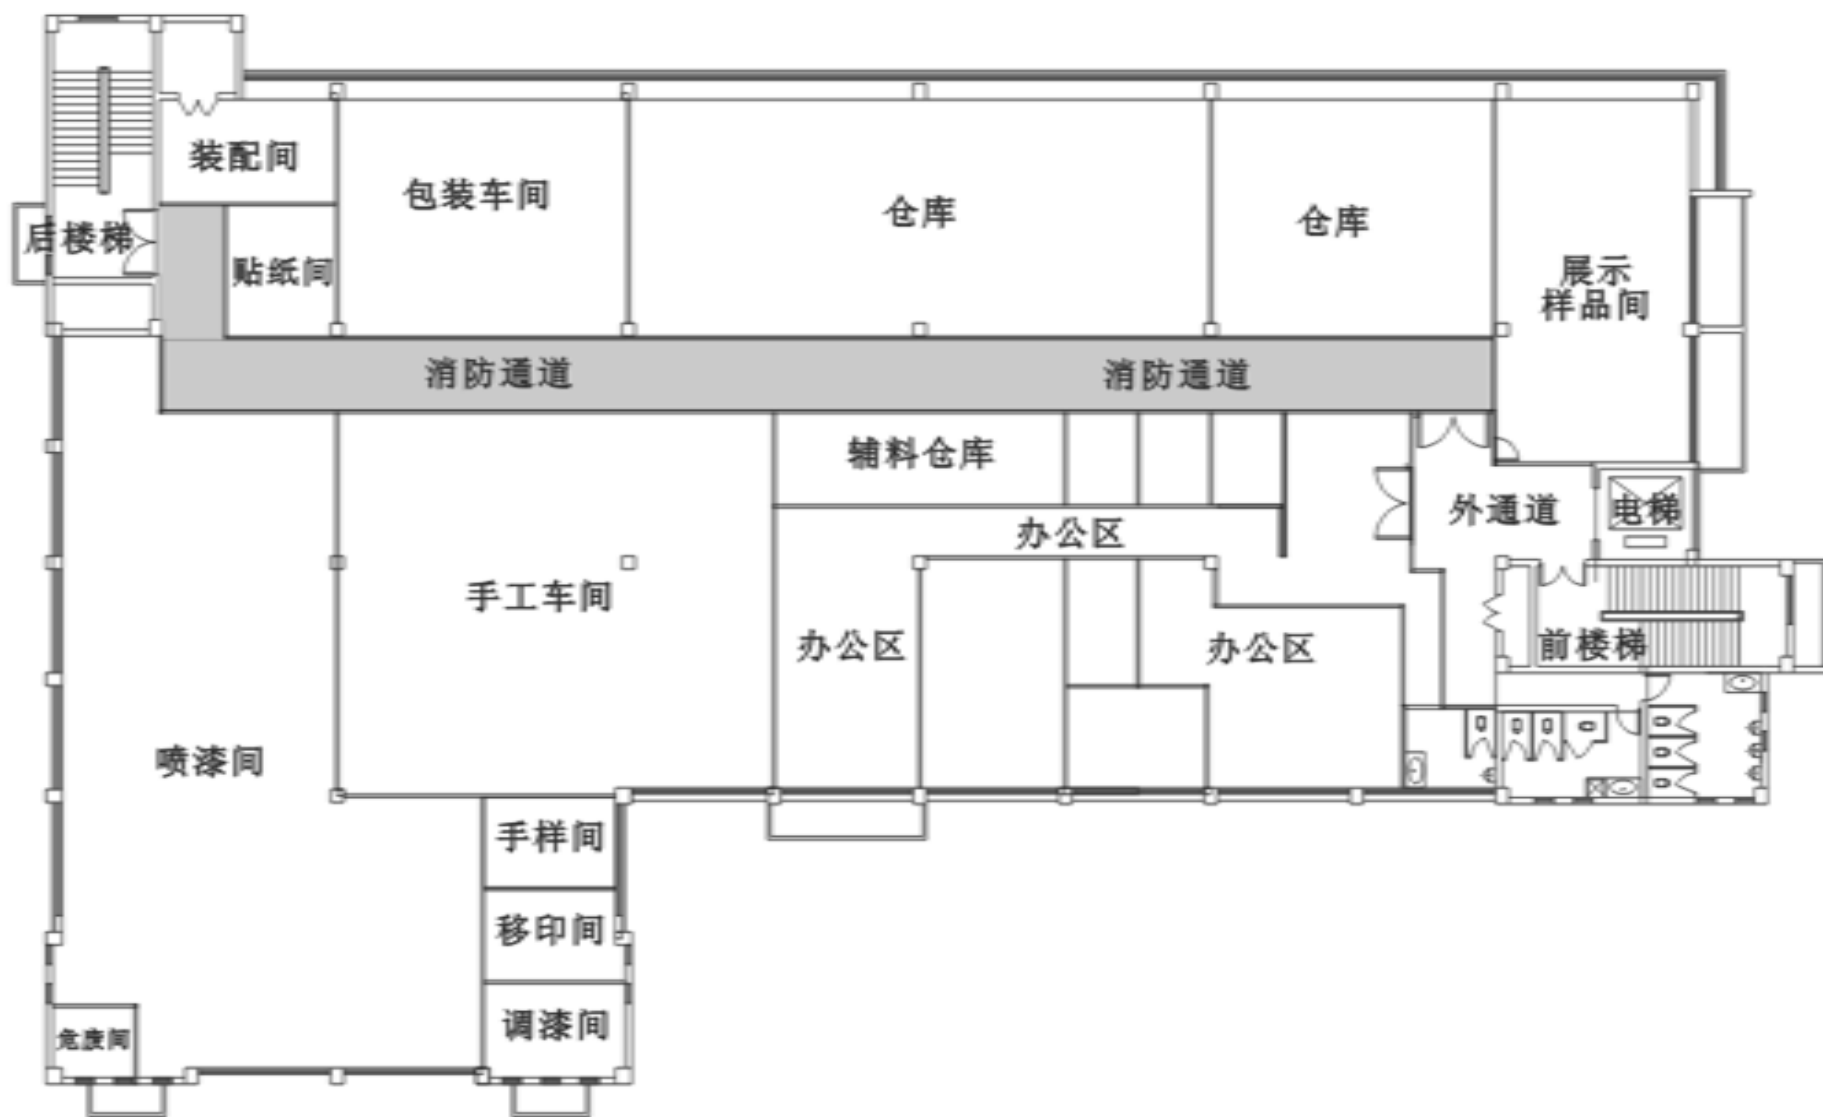 装配间
包装车间
仓库
仓库
后楼梯
贴纸间
展示
样品间
消防通道
消防通道
辅料仓库
外通道
电梯
办公区
手工车间
办公区
办公区
前楼梯
喷漆间
手样间
移印间
调漆间
危废间